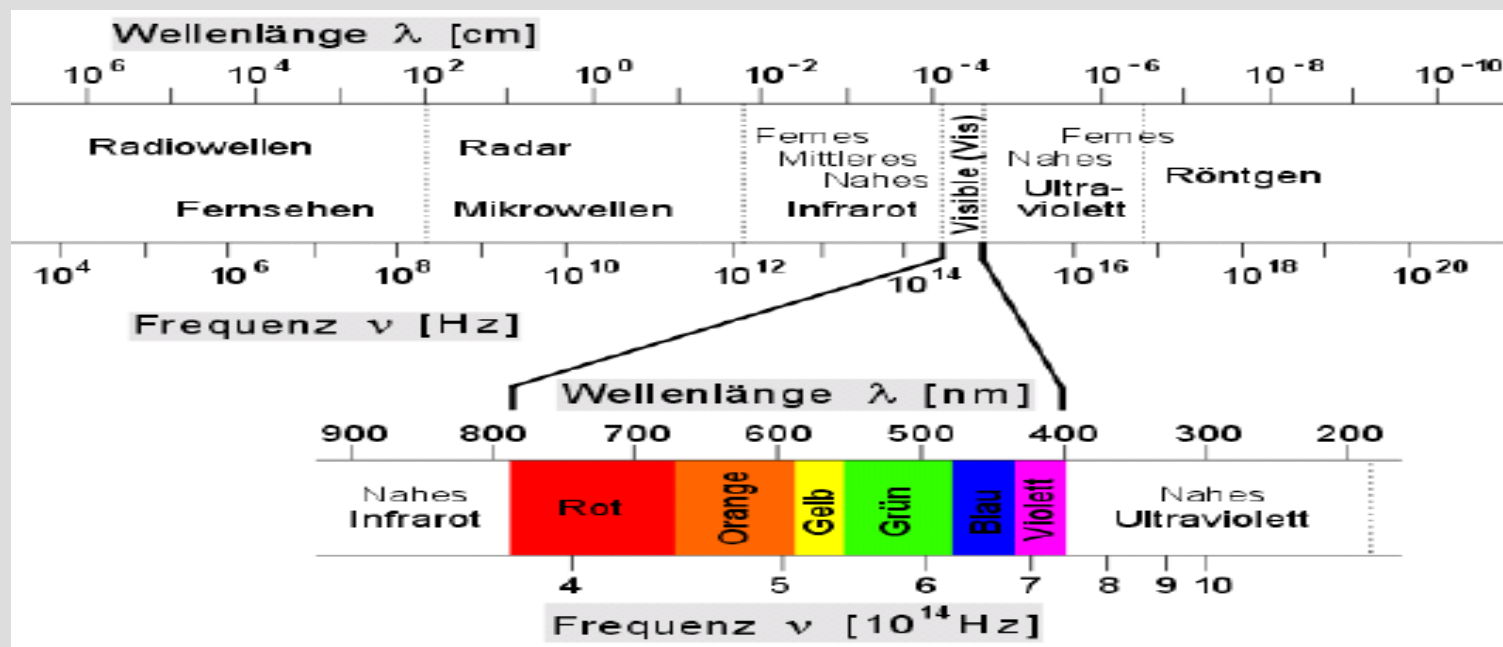 Wellenlänge λ [cm]
10⁶ 10⁴ 10² 10⁰ 10⁻² 10⁻⁴ 10⁻⁶ 10⁻⁸ 10⁻¹⁰
Radiowellen
Fernsehen
Radar
Mikrowellen
Fernes
Mittleres
Nahes
Infrarot
Visible (Vis)
Fernes
Nahes
Ultra-
violett
Röntgen
10⁴ 10⁶ 10⁸ 10¹⁰ 10¹² 10¹⁴ 10¹⁶ 10¹⁸ 10²⁰
Frequenz ν [Hz]
Wellenlänge λ [nm]
900 800 700 600 500 400 300 200
Nahes
Infrarot
Rot
Orange
Gelb
Grün
Blau
Violett
Nahes
Ultraviolett
4 5 6 7 8 9 10
Frequenz ν [10¹⁴ Hz]